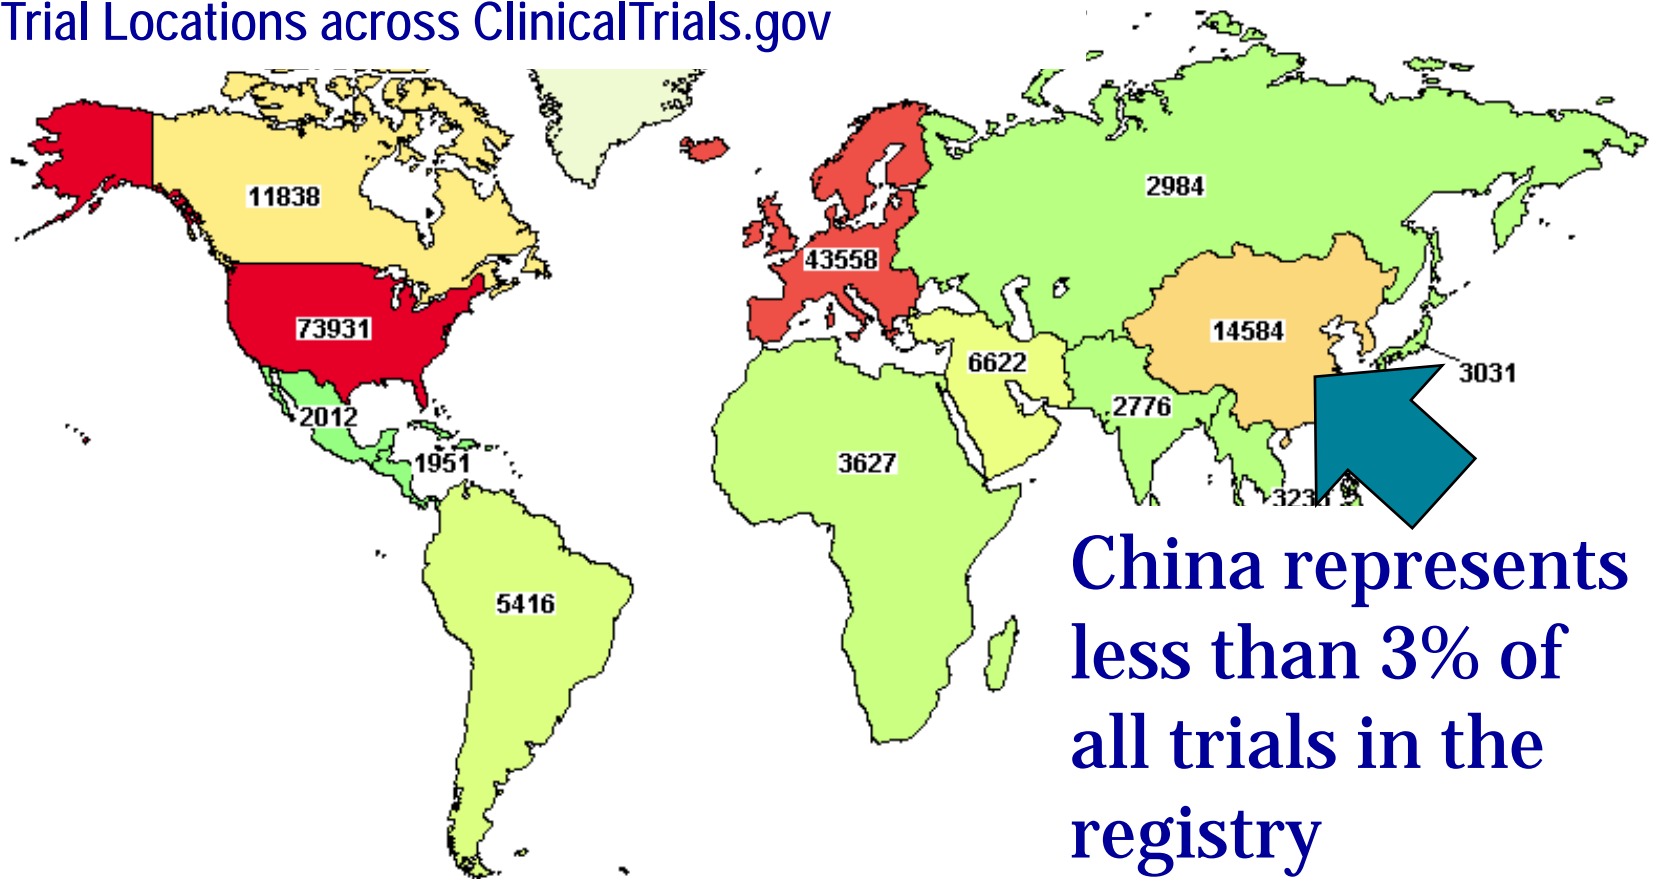 Trial Locations across ClinicalTrials.gov
11838
2984
43558
73931
14584
6622
3031
2012
2776
1951
3627
5416
China represents
less than 3% of
all trials in the
registry